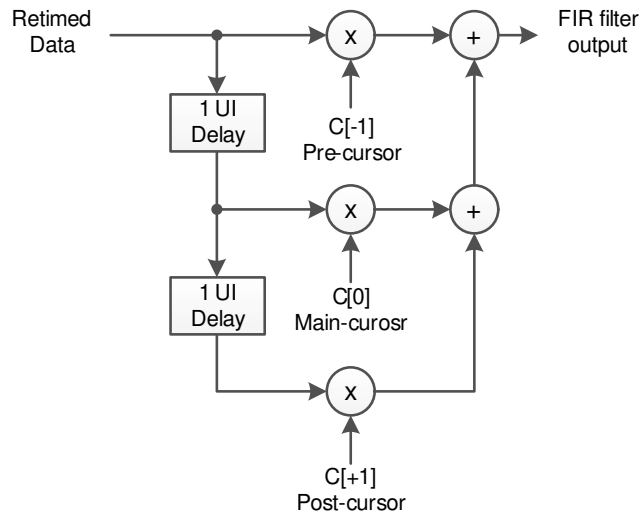 Retimed
Data
x
+
FIR filter
output
1 UI
Delay
C[-1]
Pre-cursor
x
+
1 UI
Delay
C[0]
Main-curosr
x
C[+1]
Post-cursor